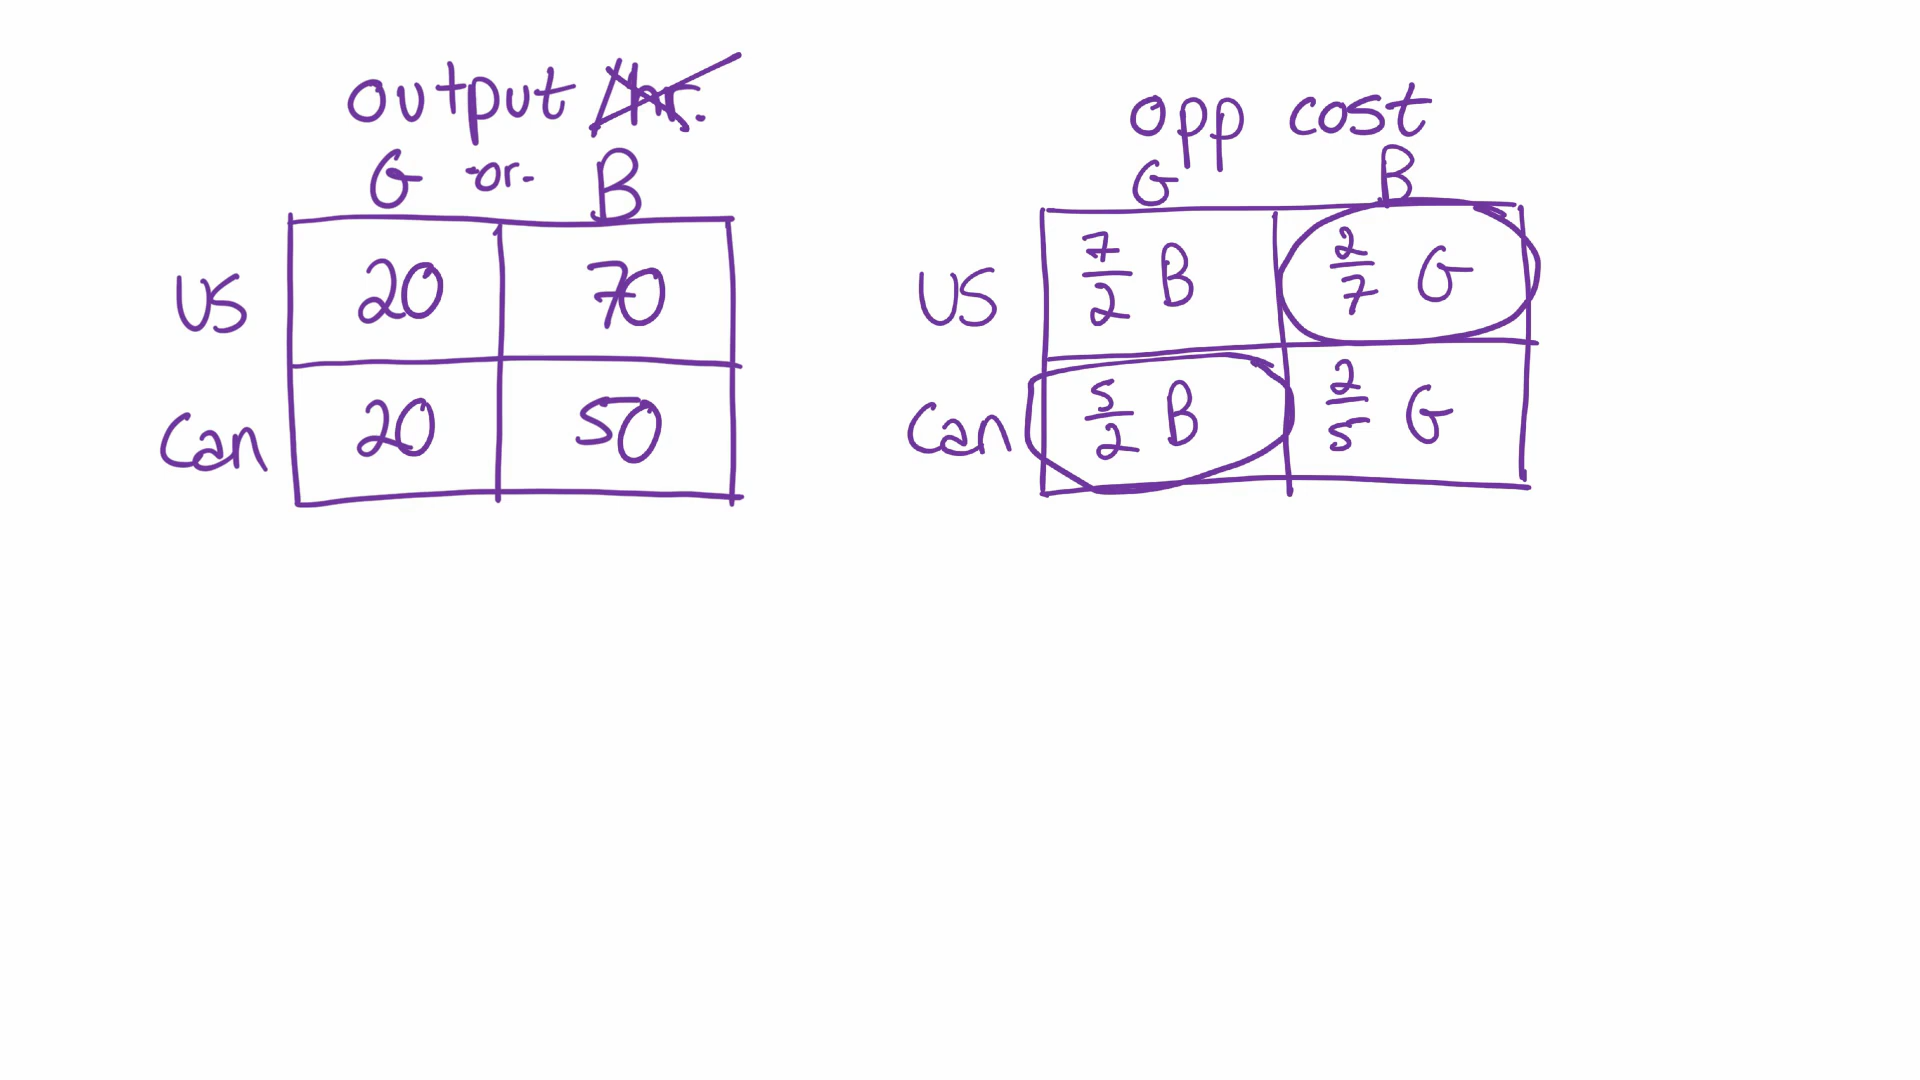 output /hr.
G -or- B
US 20 70
Can 20 50
opp cost
G B
US 7/2 B 2/7 G
Can 5/2 B 2/5 G